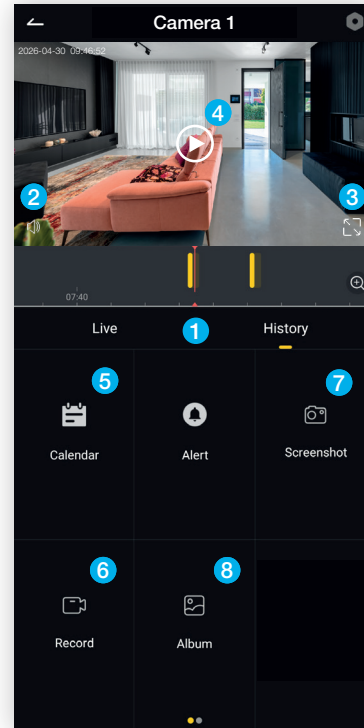 Camera 1
2026-04-30 09:46:52
4
2
3
07:40
Live
1
History
5
7
Calendar
Alert
Screenshot
6
8
Record
Album